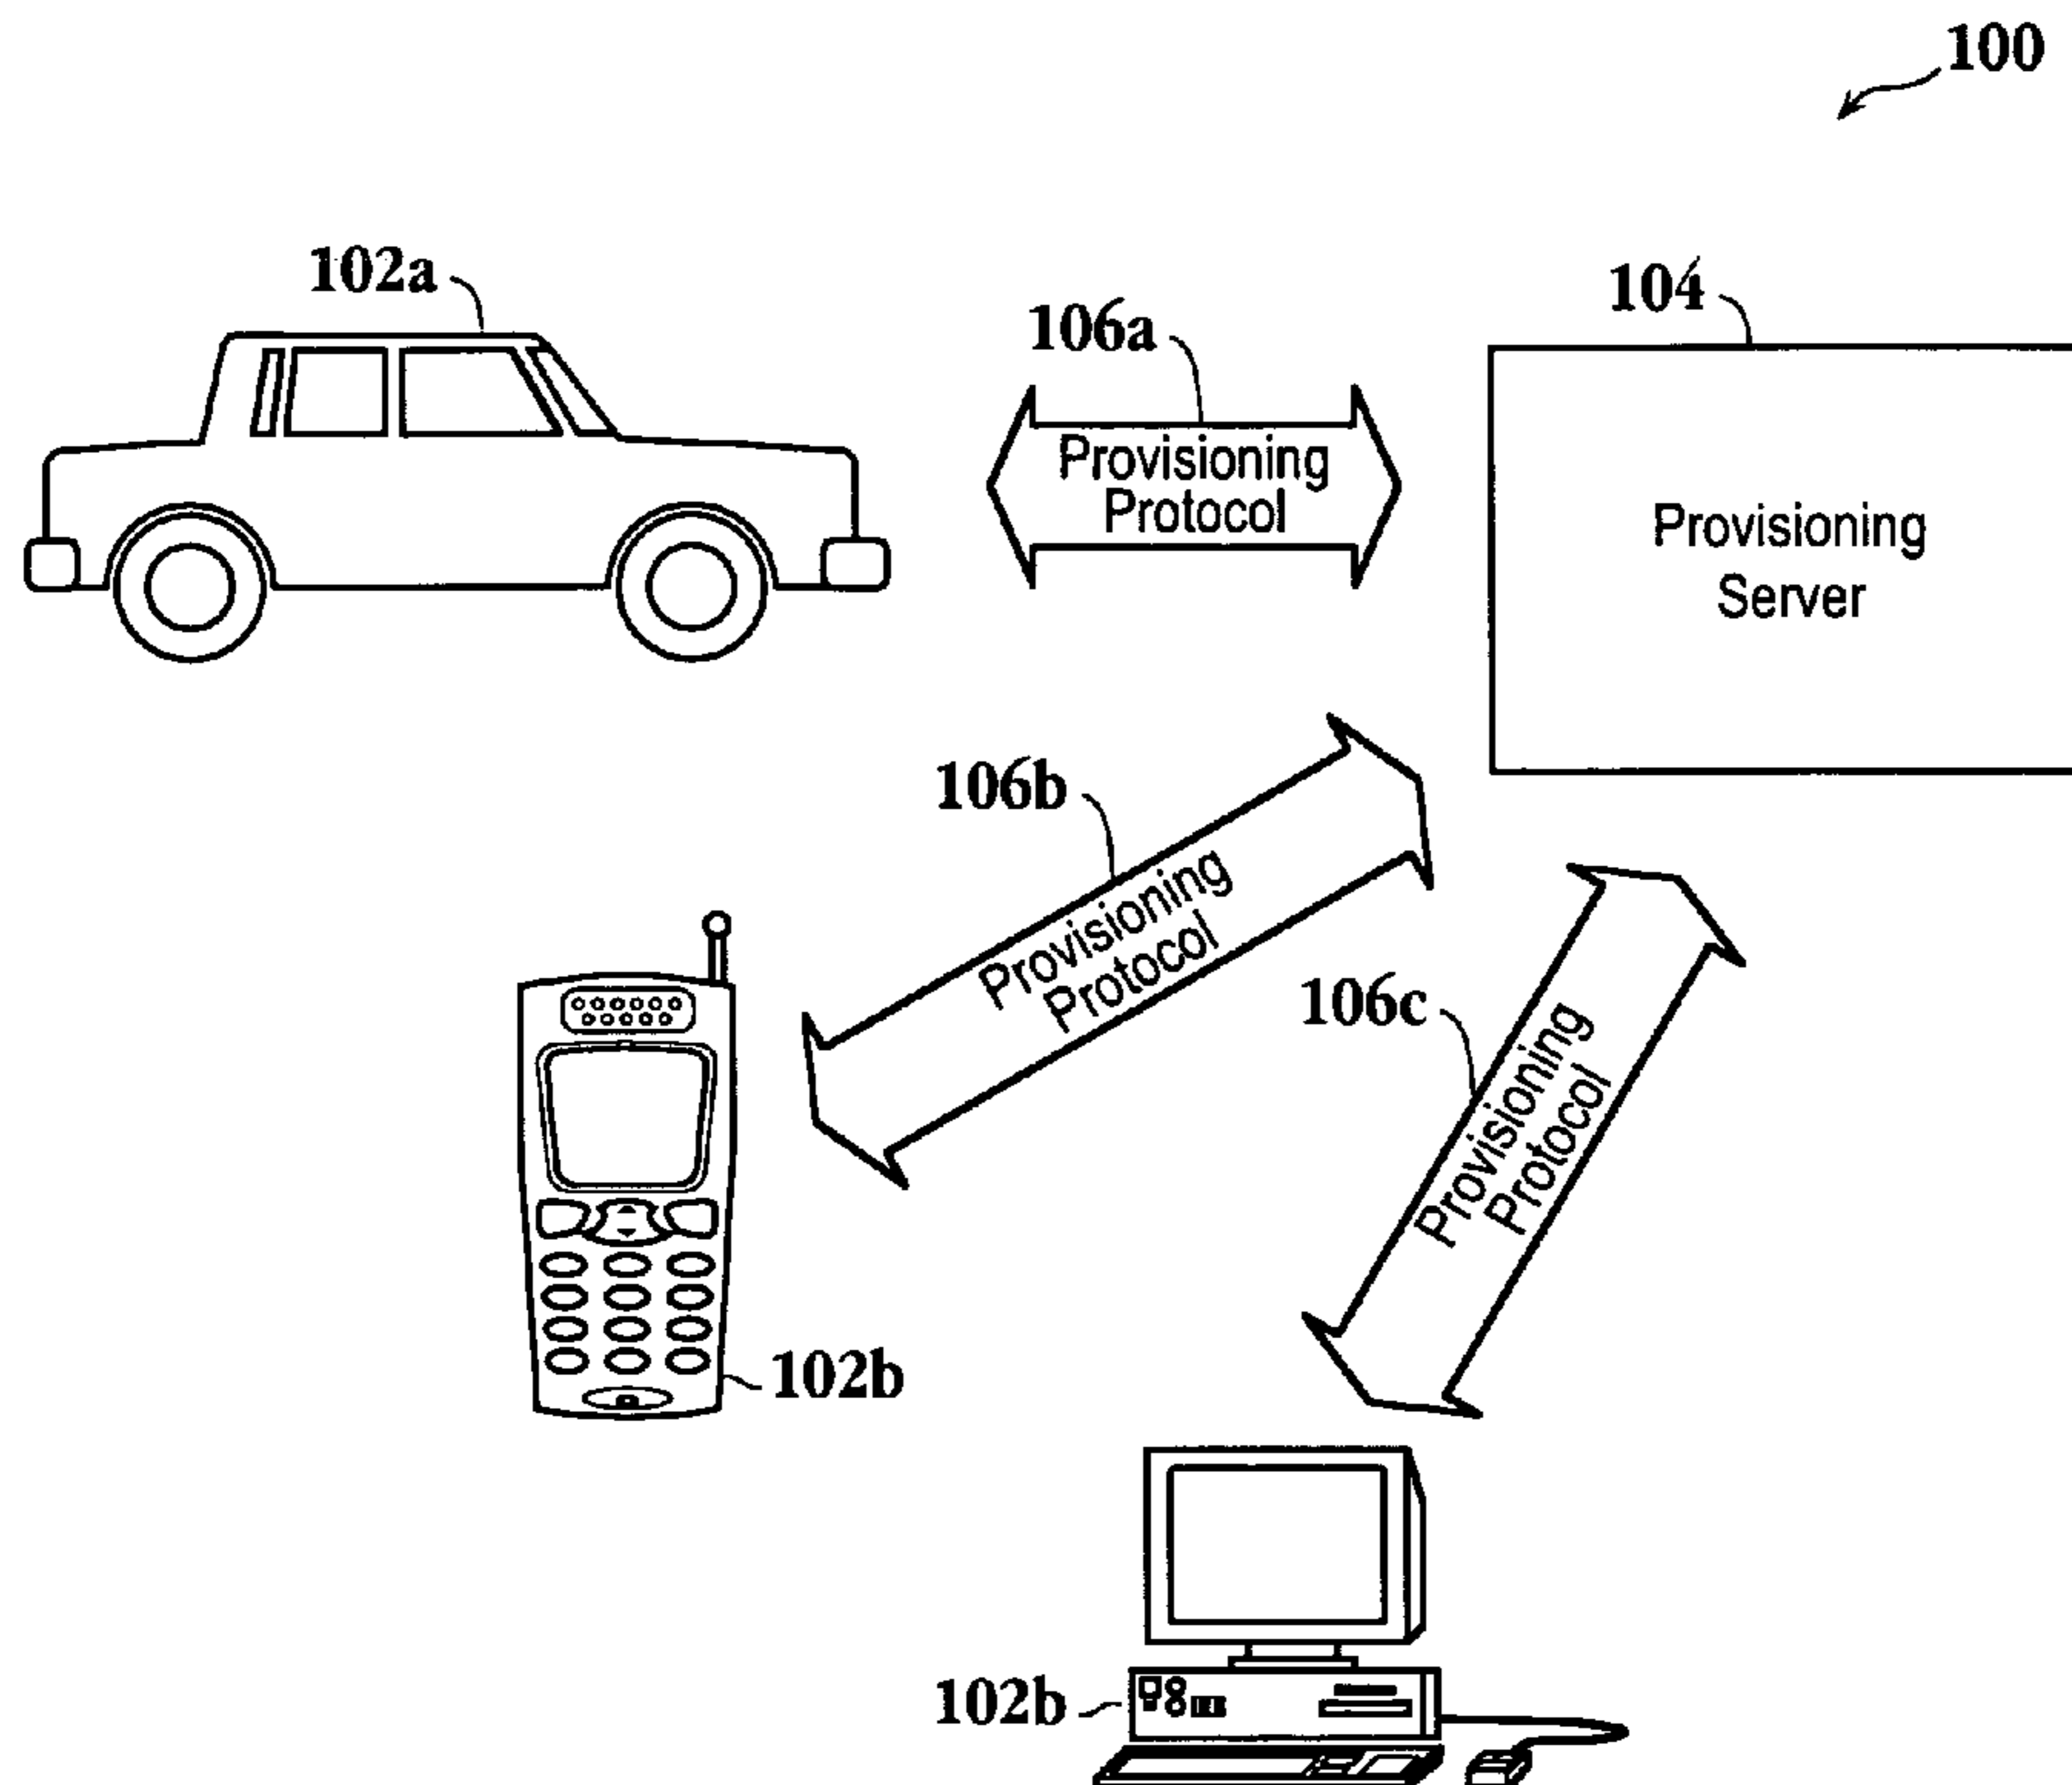 100
102a
106a
104
Provisioning
Protocol
Provisioning
Server
106b
Provisioning
Protocol
106c
Provisioning
Protocol
102b
102b